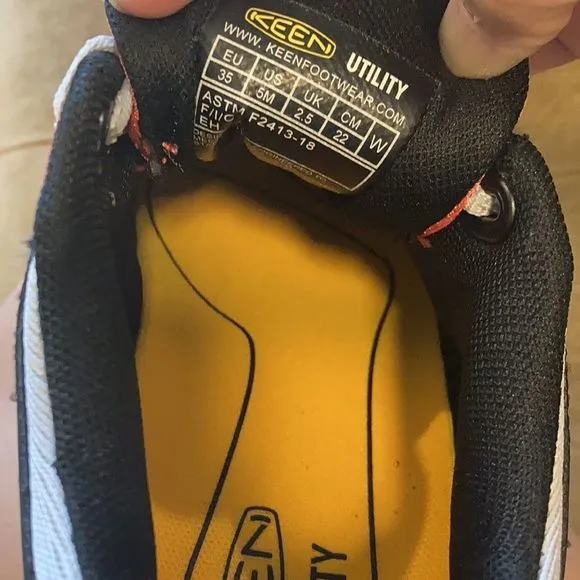 KEEN UTILITY
WWW.KEENFOOTWEAR.COM
EU US UK CM W
35 5M 2.5 22
ASTM F2413-18
F/I/C
EH
KEEN